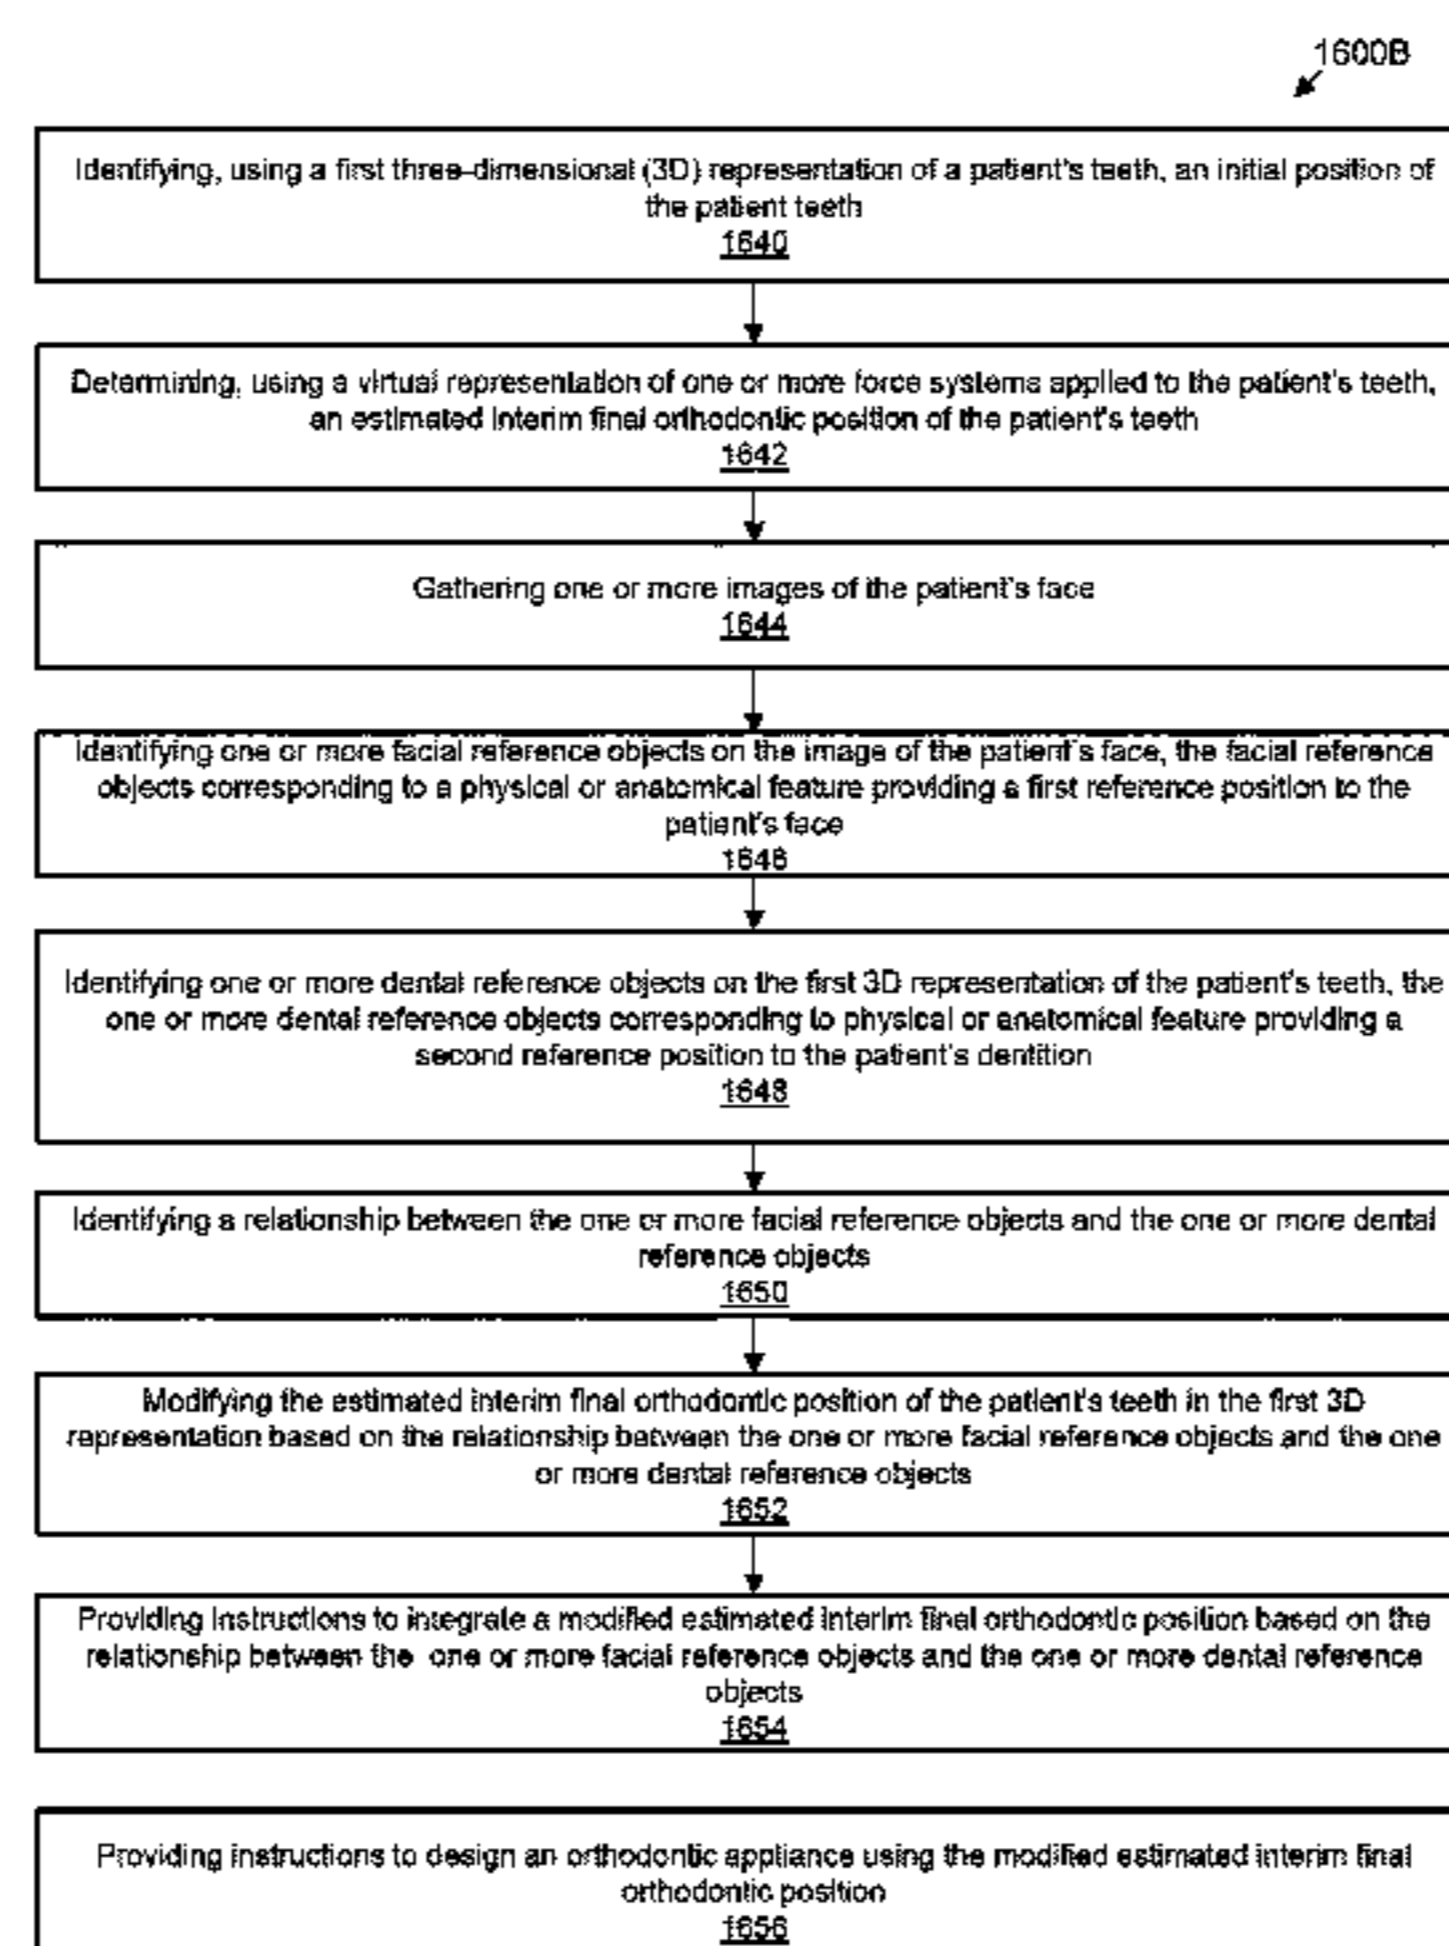 1600B
Identifying, using a first three-dimensional (3D) representation of a patient's teeth, an initial position of
the patient teeth
1640
Determining, using a virtual representation of one or more force systems applied to the patient's teeth,
an estimated interim final orthodontic position of the patient's teeth
1642
Gathering one or more images of the patient's face
1644
Identifying one or more facial reference objects on the image of the patient's face, the facial reference
objects corresponding to a physical or anatomical feature providing a first reference position to the
patient's face
1646
Identifying one or more dental reference objects on the first 3D representation of the patient's teeth, the
one or more dental reference objects corresponding to physical or anatomical feature providing a
second reference position to the patient's dentition
1648
Identifying a relationship between the one or more facial reference objects and the one or more dental
reference objects
1650
Modifying the estimated interim final orthodontic position of the patient's teeth in the first 3D
representation based on the relationship between the one or more facial reference objects and the one
or more dental reference objects
1652
Providing instructions to integrate a modified estimated interim final orthodontic position based on the
relationship between the one or more facial reference objects and the one or more dental reference
objects
1654
Providing instructions to design an orthodontic appliance using the modified estimated interim final
orthodontic position
1656